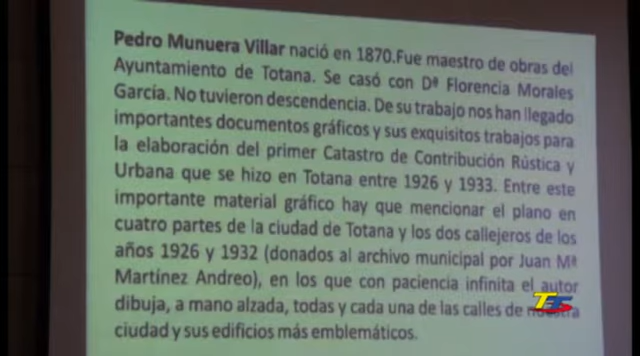 Pedro Munuera Villar nació en 1870.Fue maestro de obras del
Ayuntamiento de Totana. Se casó con Dª Florencia Morales
García. No tuvieron descendencia. De su trabajo nos han llegado
importantes documentos gráficos y sus exquisitos trabajos para
la elaboración del primer Catastro de Contribución Rústica y
Urbana que se hizo en Totana entre 1926 y 1933. Entre este
importante material gráfico hay que mencionar el plano en
cuatro partes de la ciudad de Totana y los dos callejeros de los
años 1926 y 1932 (donados al archivo municipal por Juan Mª
Martínez Andreo), en los que con paciencia infinita el autor
dibuja, a mano alzada, todas y cada una de las calles de nuestra
ciudad y sus edificios más emblemáticos.